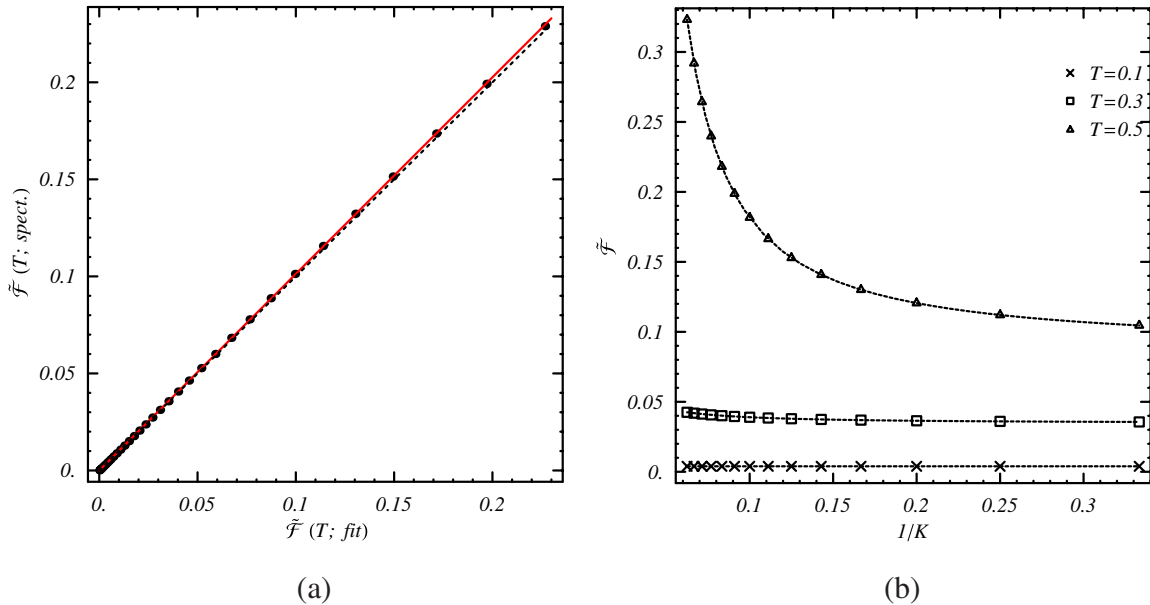 0.2
0.15
0.1
0.05
0.
ℱ̃ (T; spect.)
0. 0.05 0.1 0.15 0.2
ℱ̃ (T; fit)
(a)
0.3
0.25
0.2
0.15
0.1
0.05
0.
ℱ̃
T=0.1
T=0.3
T=0.5
0.1 0.15 0.2 0.25 0.3
1/K
(b)